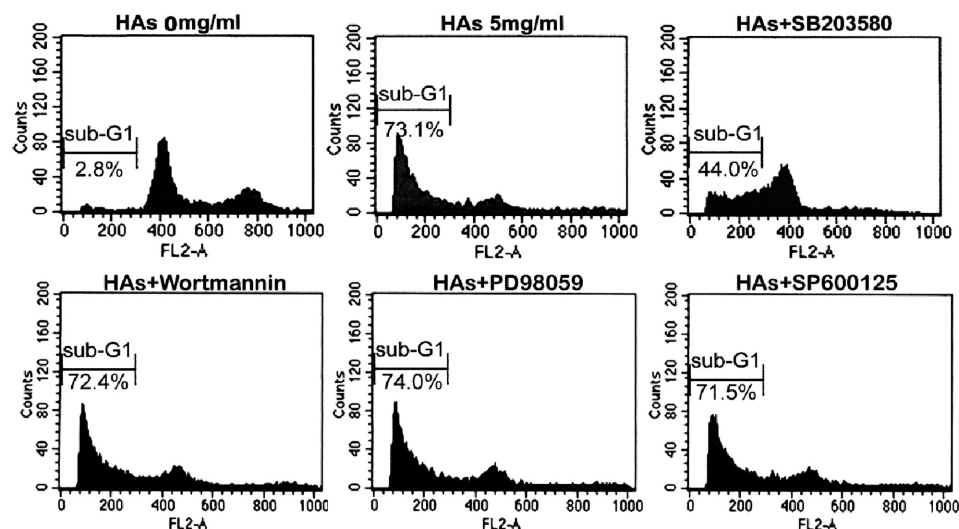 HAs 0mg/ml
200
160
120
80
40
0
Counts
sub-G1
2.8%
0 200 400 600 800 1000
FL2-A
HAs 5mg/ml
200
160
120
80
40
0
Counts
sub-G1
73.1%
0 200 400 600 800 1000
FL2-A
HAs+SB203580
200
160
120
80
40
0
Counts
sub-G1
44.0%
0 200 400 600 800 1000
FL2-A
HAs+Wortmannin
200
160
120
80
40
0
Counts
sub-G1
72.4%
0 200 400 600 800 1000
FL2-A
HAs+PD98059
200
160
120
80
40
0
Counts
sub-G1
74.0%
0 200 400 600 800 1000
FL2-A
HAs+SP600125
200
160
120
80
40
0
Counts
sub-G1
71.5%
0 200 400 600 800 1000
FL2-A